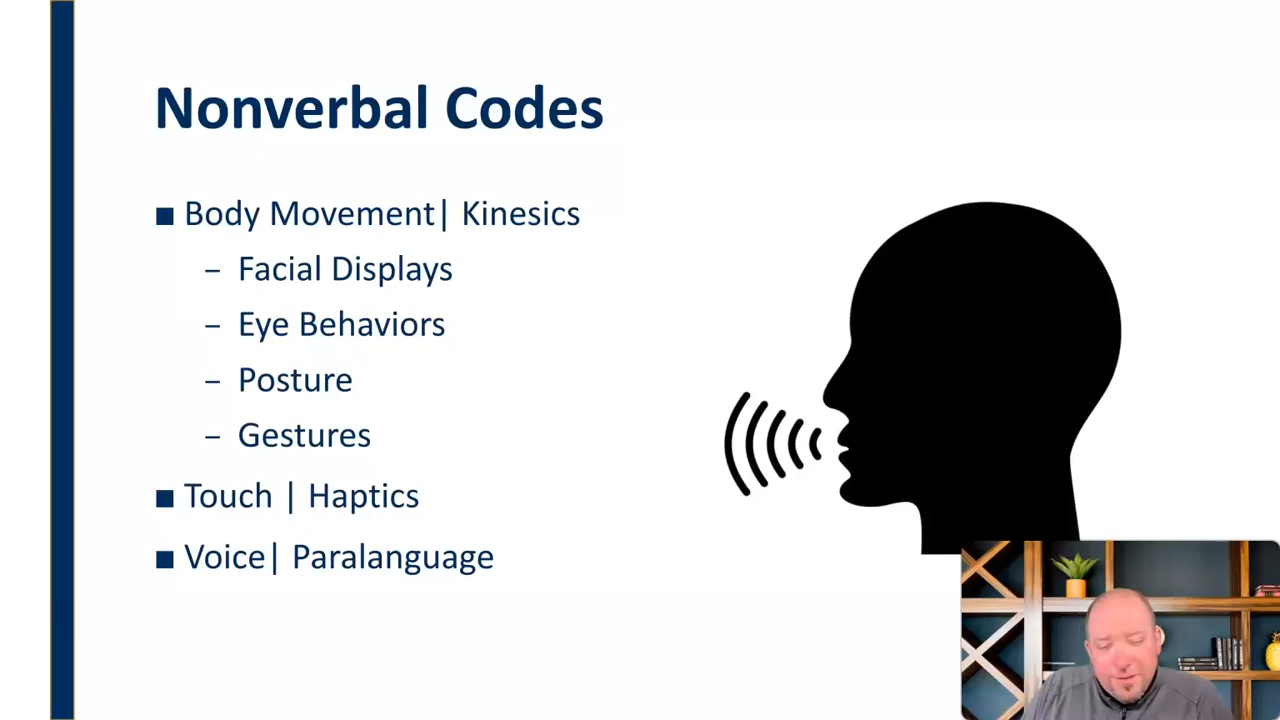 Nonverbal Codes
■ Body Movement| Kinesics
– Facial Displays
– Eye Behaviors
– Posture
– Gestures
■ Touch | Haptics
■ Voice| Paralanguage